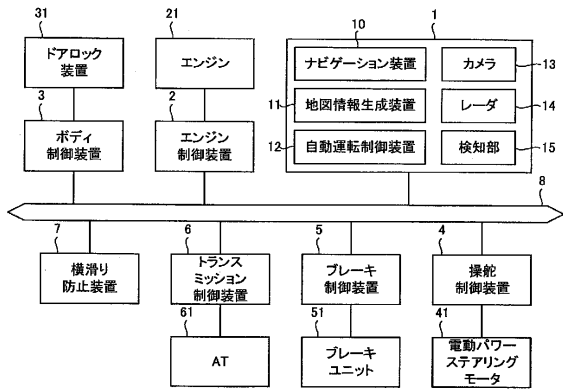 31
ドアロック
装置
3
ボディ
制御装置
21
エンジン
2
エンジン
制御装置
1
10
ナビゲーション装置
11
地図情報生成装置
12
自動運転制御装置
カメラ
13
レーダ
14
検知部
15
8
7
横滑り
防止装置
6
トランス
ミッション
制御装置
61
AT
5
ブレーキ
制御装置
51
ブレーキ
ユニット
4
操舵
制御装置
41
電動パワー
ステアリング
モータ